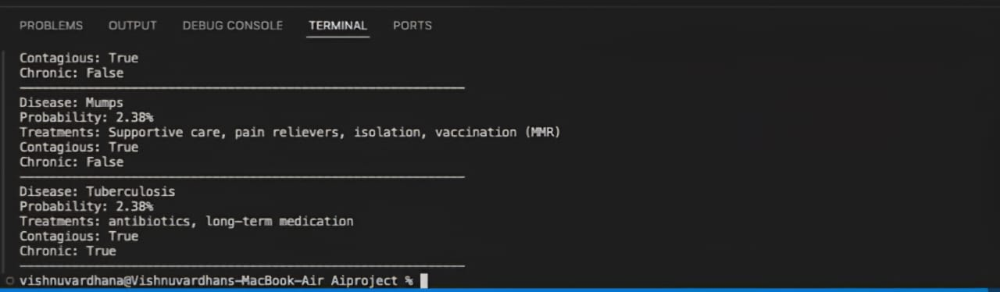 PROBLEMS OUTPUT DEBUG CONSOLE TERMINAL PORTS
Contagious: True
Chronic: False
Disease: Mumps
Probability: 2.38%
Treatments: Supportive care, pain relievers, isolation, vaccination (MMR)
Contagious: True
Chronic: False
Disease: Tuberculosis
Probability: 2.38%
Treatments: antibiotics, long-term medication
Contagious: True
Chronic: True
vishnuvardhana@Vishnuvardhans-MacBook-Air Aiproject %